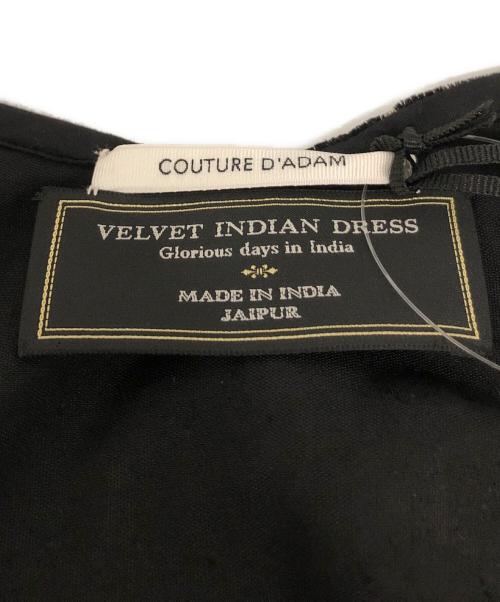 COUTURE D'ADAM
VELVET INDIAN DRESS
Glorious days in India
MADE IN INDIA
JAIPUR